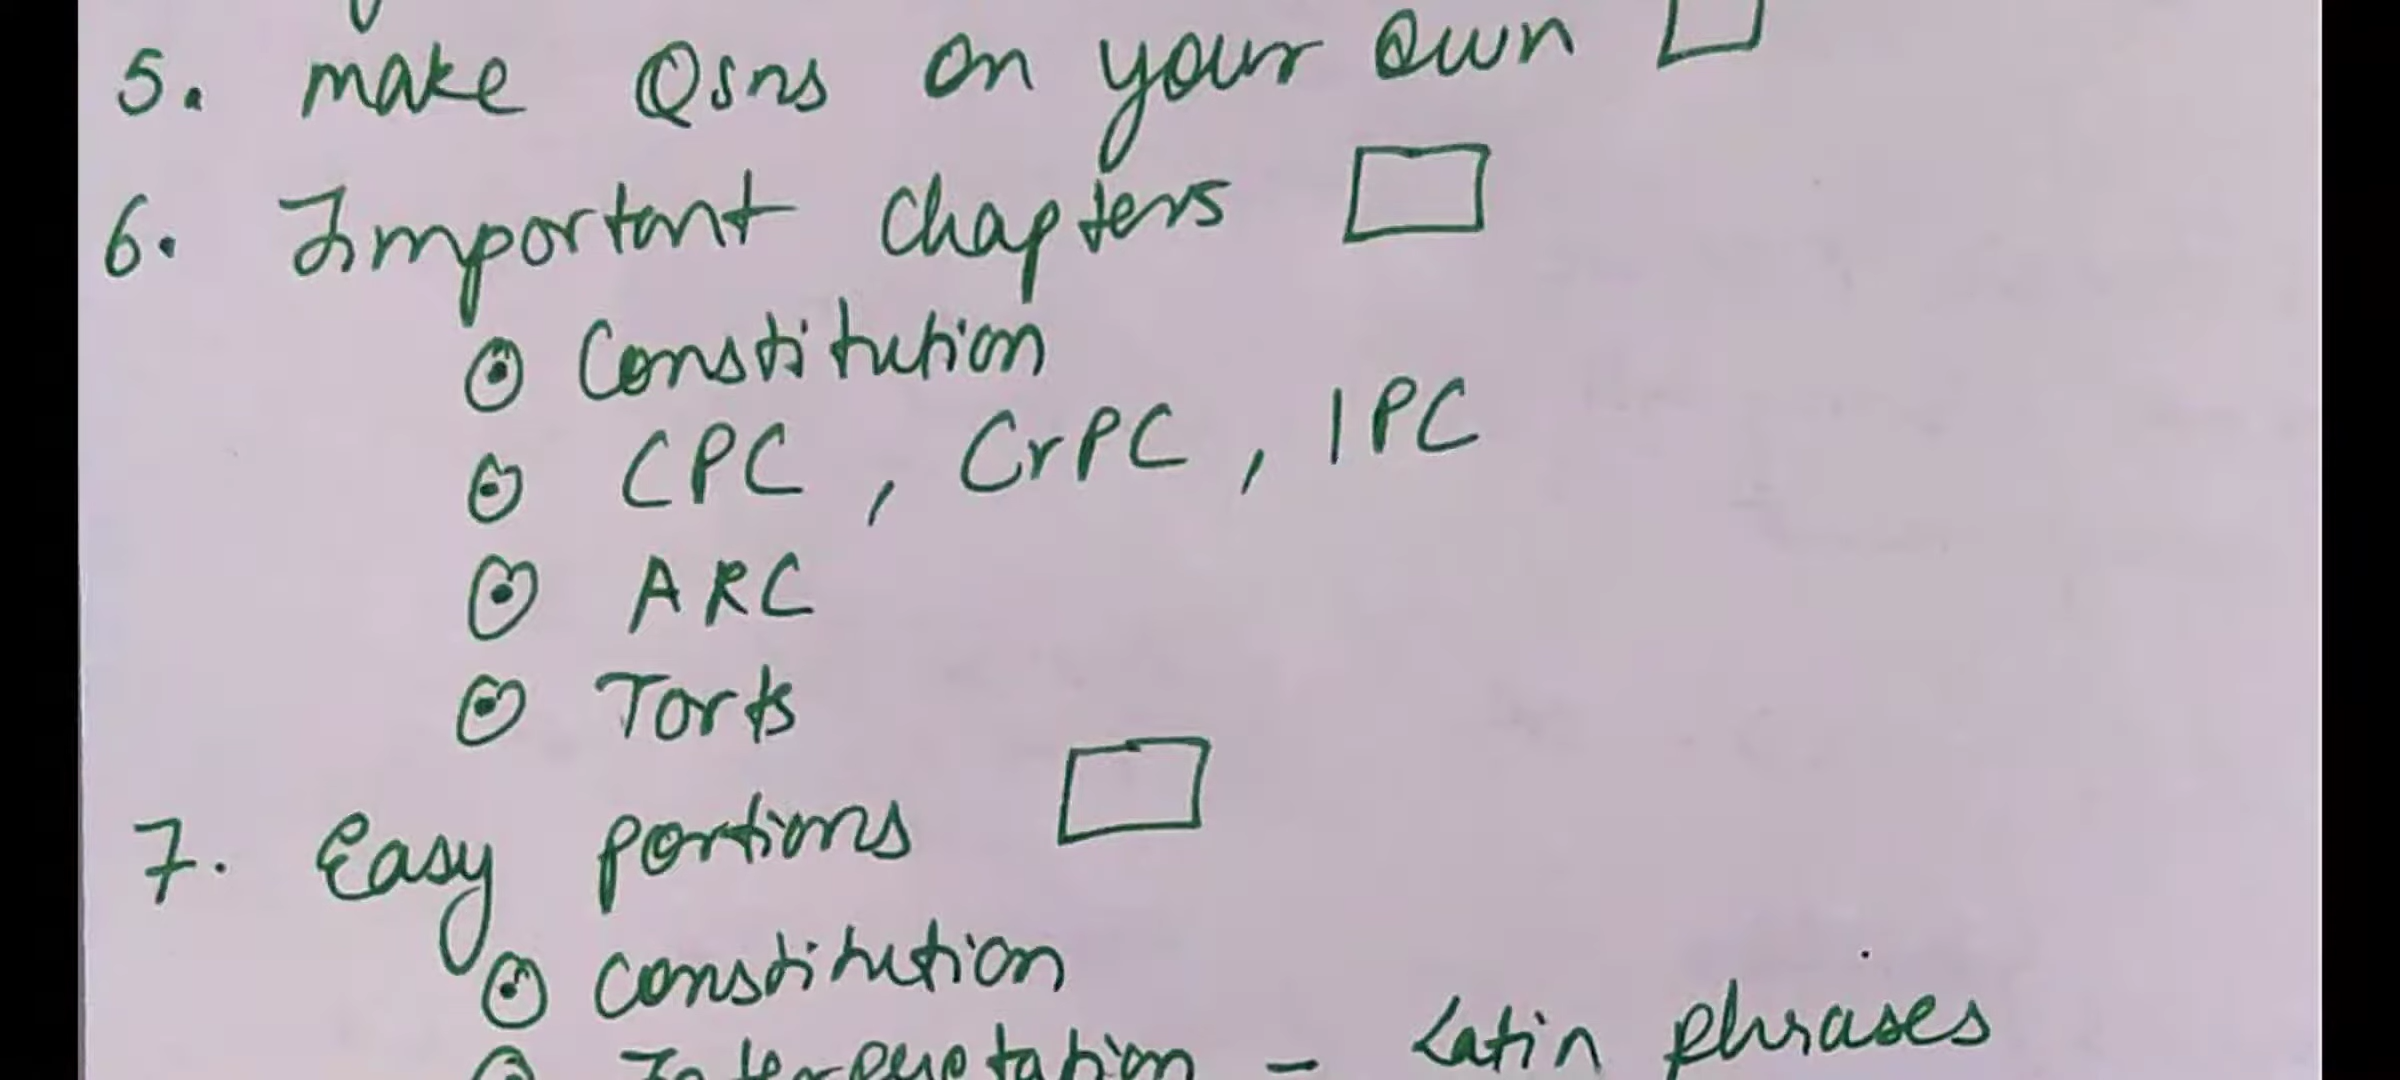 5. make Qsns on your own
6. Important chapters
Constitution
CPC, CrPC, IPC
ARC
Torts
7. Easy portions
constitution
Interpretation - Latin phrases